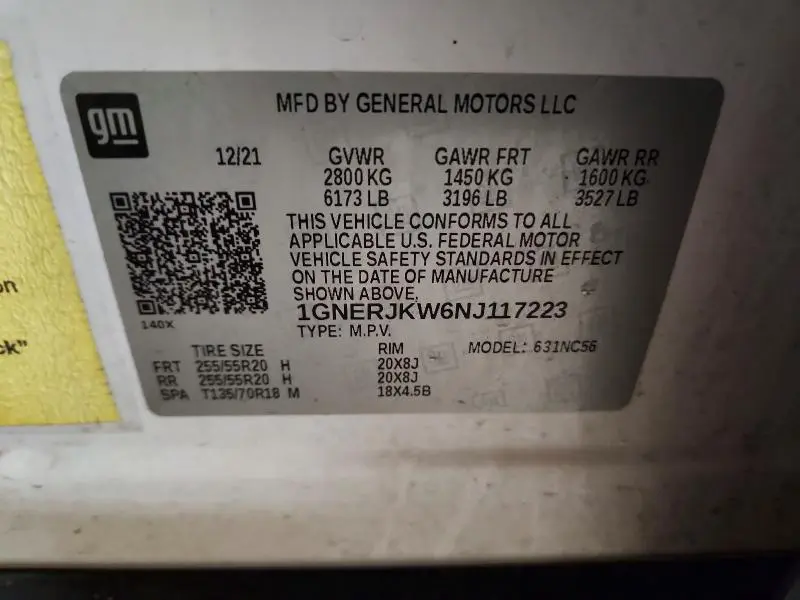 gm
MFD BY GENERAL MOTORS LLC
12/21 GVWR GAWR FRT GAWR RR
2800 KG 1450 KG 1600 KG
6173 LB 3196 LB 3527 LB
THIS VEHICLE CONFORMS TO ALL
APPLICABLE U.S. FEDERAL MOTOR
VEHICLE SAFETY STANDARDS IN EFFECT
ON THE DATE OF MANUFACTURE
SHOWN ABOVE.
1GNERJKW6NJ117223
140X
TYPE: M.P.V.
TIRE SIZE RIM MODEL: 631NC56
FRT 255/55R20 H 20X8J
RR 255/55R20 H 20X8J
SPA T135/70R18 M 18X4.5B